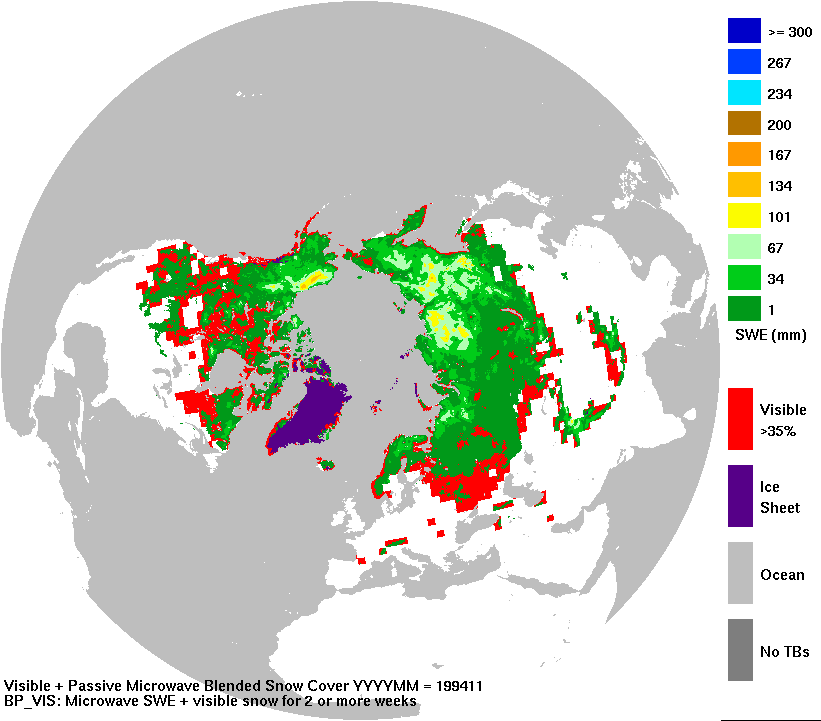 >= 300
267
234
200
167
134
101
67
34
1
SWE (mm)
Visible
>35%
Ice
Sheet
Ocean
No TBs
Visible + Passive Microwave Blended Snow Cover YYYYMM = 199411
BP_VIS: Microwave SWE + visible snow for 2 or more weeks